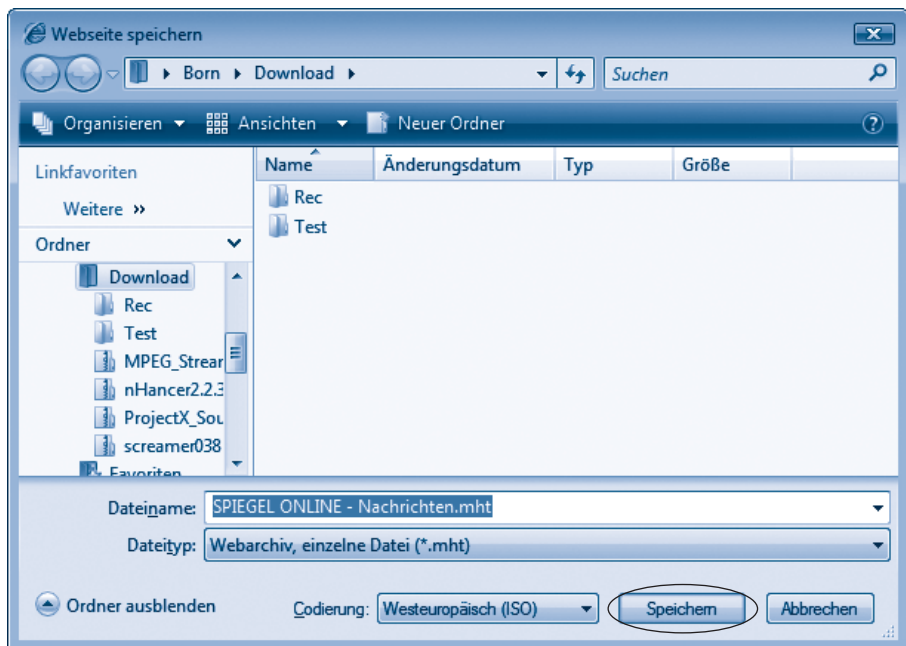 Webseite speichern
Born Download
Suchen
Organisieren Ansichten Neuer Ordner ?
Linkfavoriten
Weitere »
Ordner
Download
Rec
Test
MPEG_Strear
nHancer2.2.3
ProjectX_Sou
screamer038
Favoriten
Name Änderungsdatum Typ Größe
Rec
Test
Dateiname: SPIEGEL ONLINE - Nachrichten.mht
Dateityp: Webarchiv, einzelne Datei (*.mht)
Ordner ausblenden Codierung: Westeuropäisch (ISO) Speichern Abbrechen